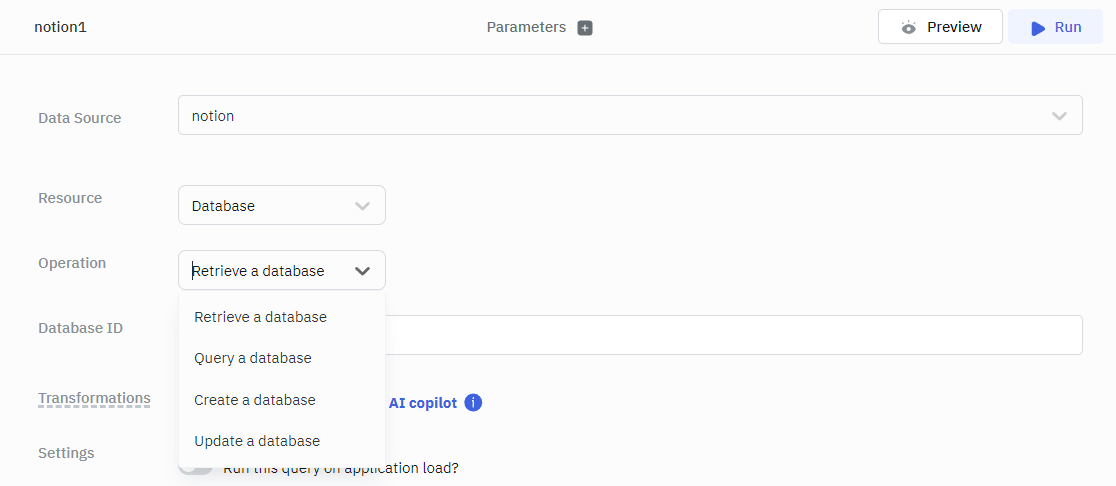 notion1
Parameters
Preview
Run
Data Source
notion
Resource
Database
Operation
Retrieve a database
Retrieve a database
Database ID
Query a database
Transformations
Create a database
AI copilot
Update a database
Settings
Run this query on application load?